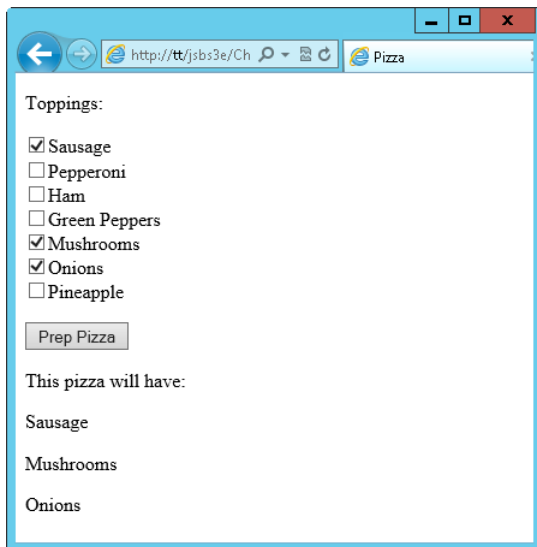 http://tt/jsbs3e/Ch
Pizza
Toppings:
Sausage
Pepperoni
Ham
Green Peppers
Mushrooms
Onions
Pineapple
Prep Pizza
This pizza will have:
Sausage
Mushrooms
Onions